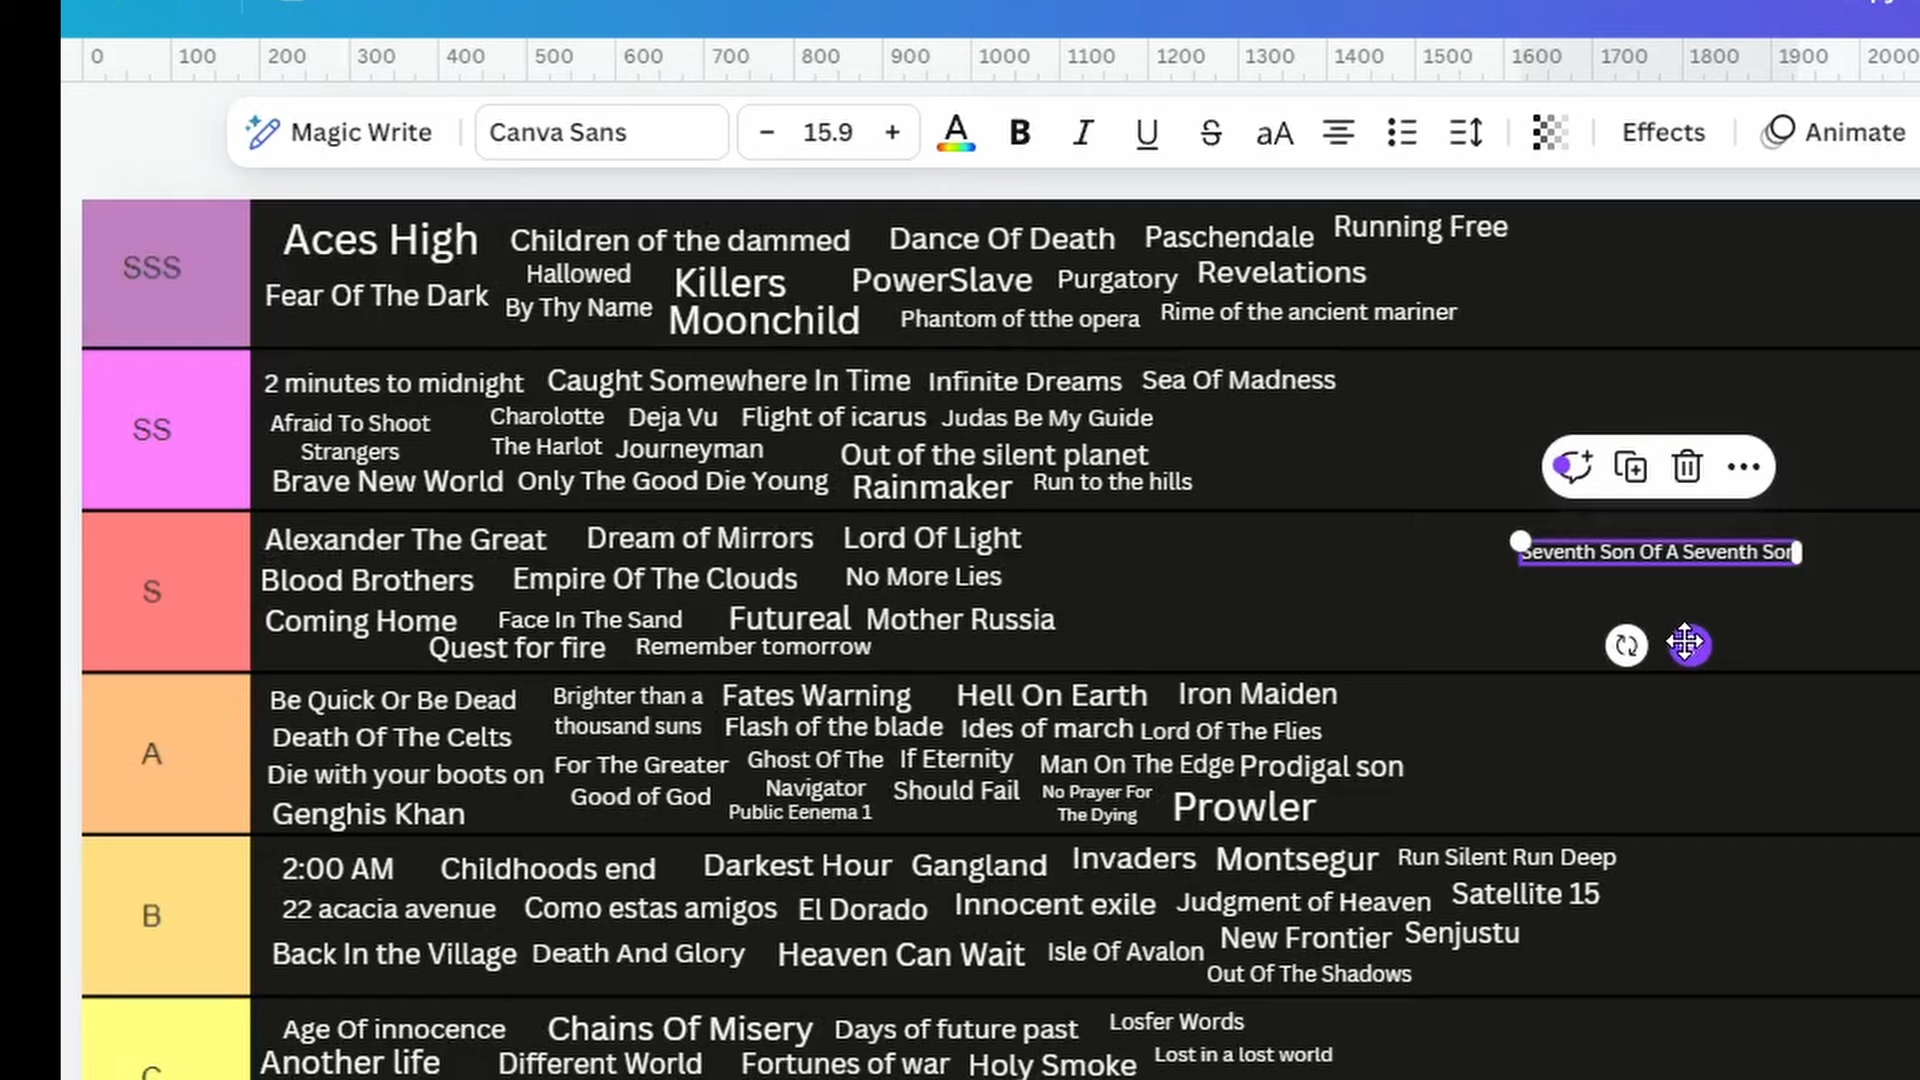 0 100 200 300 400 500 600 700 800 900 1000 1100 1200 1300 1400 1500 1600 1700 1800 1900 2000
Magic Write Canva Sans - 15.9 + A B I U S aA Effects Animate
SSS
Aces High Children of the dammed Dance Of Death Paschendale Running Free
Fear Of The Dark Hallowed Killers PowerSlave Purgatory Revelations
By Thy Name Moonchild Phantom of tthe opera Rime of the ancient mariner
SS
2 minutes to midnight Caught Somewhere In Time Infinite Dreams Sea Of Madness
Afraid To Shoot Charolotte Deja Vu Flight of icarus Judas Be My Guide
Strangers The Harlot Journeyman Out of the silent planet
Brave New World Only The Good Die Young Rainmaker Run to the hills
S
Alexander The Great Dream of Mirrors Lord Of Light Seventh Son Of A Seventh Son
Blood Brothers Empire Of The Clouds No More Lies
Coming Home Face In The Sand Futureal Mother Russia
Quest for fire Remember tomorrow
A
Be Quick Or Be Dead Brighter than a Fates Warning Hell On Earth Iron Maiden
Death Of The Celts thousand suns Flash of the blade Ides of march Lord Of The Flies
Die with your boots on For The Greater Ghost Of The If Eternity Man On The Edge Prodigal son
Good of God Navigator Should Fail No Prayer For
Genghis Khan Public Eenema 1 The Dying Prowler
B
2:00 AM Childhoods end Darkest Hour Gangland Invaders Montsegur Run Silent Run Deep
22 acacia avenue Como estas amigos El Dorado Innocent exile Judgment of Heaven Satellite 15
Back In the Village Death And Glory Heaven Can Wait Isle Of Avalon New Frontier Senjustu
Out Of The Shadows
C
Age Of innocence Chains Of Misery Days of future past Losfer Words
Another life Different World Fortunes of war Holy Smoke Lost in a lost world